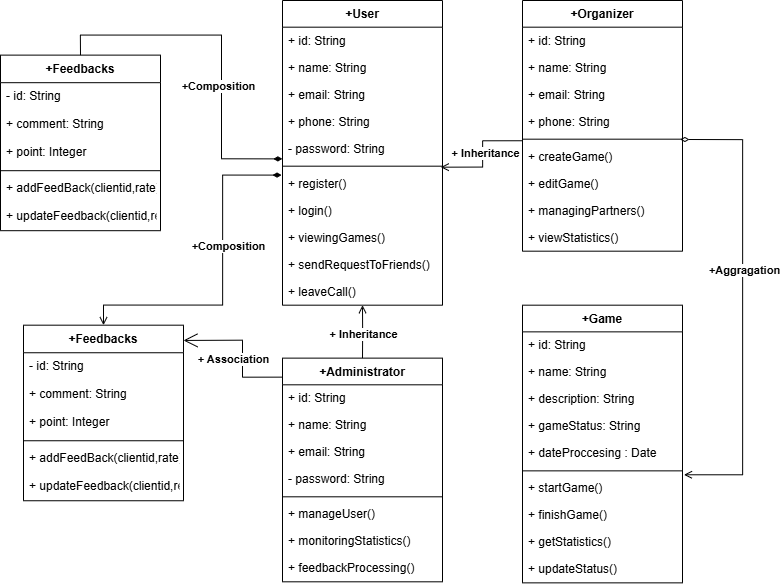 +Feedbacks
- id: String
+ comment: String
+ point: Integer
+ addFeedBack(clientid,rate
+ updateFeedback(clientid,r
+Composition
+User
+ id: String
+ name: String
+ email: String
+ phone: String
- password: String
+ register()
+ login()
+ viewingGames()
+ sendRequestToFriends()
+ leaveCall()
+ Inheritance
+Organizer
+ id: String
+ name: String
+ email: String
+ phone: String
+ createGame()
+ editGame()
+ managingPartners()
+ viewStatistics()
+Composition
+Aggragation
+Feedbacks
- id: String
+ comment: String
+ point: Integer
+ addFeedBack(clientid,rate
+ updateFeedback(clientid,r
+ Association
+ Inheritance
+Administrator
+ id: String
+ name: String
+ email: String
- password: String
+ manageUser()
+ monitoringStatistics()
+ feedbackProcessing()
+Game
+ id: String
+ name: String
+ description: String
+ gameStatus: String
+ dateProccesing : Date
+ startGame()
+ finishGame()
+ getStatistics()
+ updateStatus()